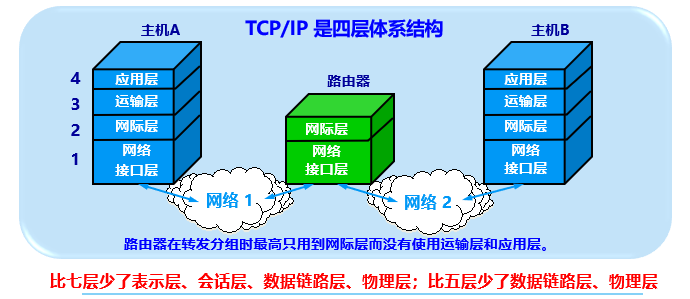 TCP/IP 是四层体系结构
主机A
主机B
路由器
4
应用层
3
运输层
2
网际层
1
网络
接口层
网际层
网络
接口层
应用层
运输层
网际层
网络
接口层
网络 1
网络 2
路由器在转发分组时最高只用到网际层而没有使用运输层和应用层。
比七层少了表示层、会话层、数据链路层、物理层；比五层少了数据链路层、物理层